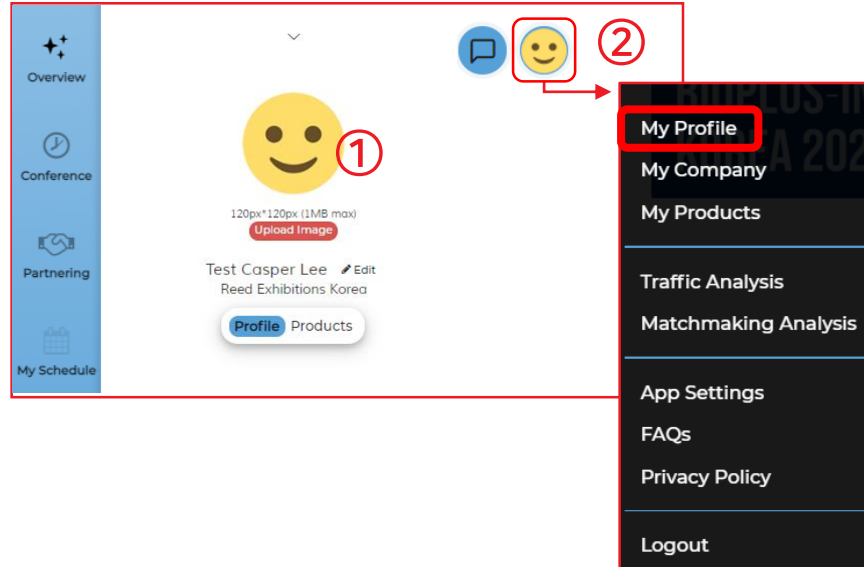 Overview
Conference
Partnering
My Schedule
①
120px*120px (1MB max)
Upload Image
Test Casper Lee Edit
Reed Exhibitions Korea
Profile Products
②
My Profile
My Company
My Products
Traffic Analysis
Matchmaking Analysis
App Settings
FAQs
Privacy Policy
Logout